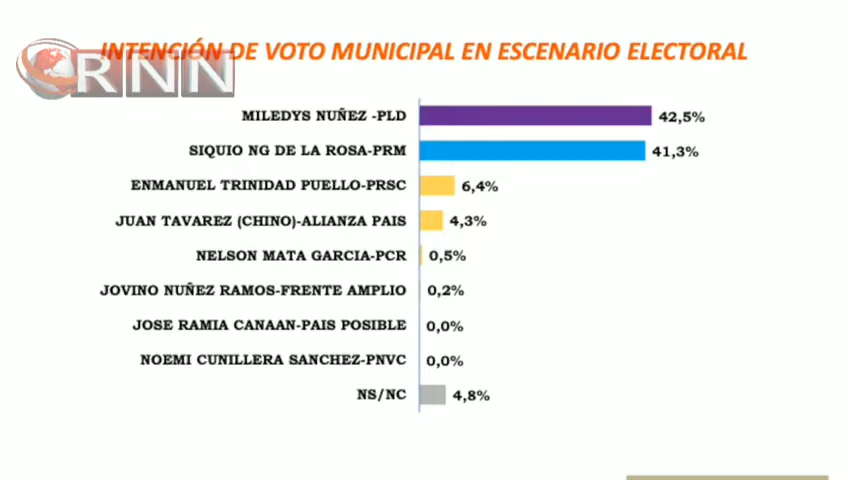 INTENCIÓN DE VOTO MUNICIPAL EN ESCENARIO ELECTORAL
RNN
MILEDYS NUÑEZ -PLD 42,5%
SIQUIO NG DE LA ROSA-PRM 41,3%
ENMANUEL TRINIDAD PUELLO-PRSC 6,4%
JUAN TAVAREZ (CHINO)-ALIANZA PAIS 4,3%
NELSON MATA GARCIA-PCR 0,5%
JOVINO NUÑEZ RAMOS-FRENTE AMPLIO 0,2%
JOSE RAMIA CANAAN-PAIS POSIBLE 0,0%
NOEMI CUNILLERA SANCHEZ-PNVC 0,0%
NS/NC 4,8%